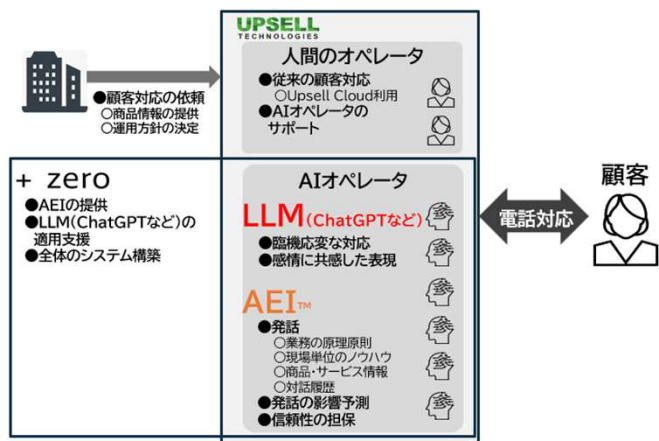 UPSELL
TECHNOLOGIES
人間のオペレータ
●従来の顧客対応
○Upsell Cloud利用
●AIオペレータの
サポート
●顧客対応の依頼
○商品情報の提供
○運用方針の決定
+ zero
●AEIの提供
●LLM(ChatGPTなど)の
適用支援
●全体のシステム構築
AIオペレータ
LLM(ChatGPTなど)
●臨機応変な対応
●感情に共感した表現
AEI™
●発話
○業務の原理原則
○現場単位のノウハウ
○商品・サービス情報
○対話履歴
●発話の影響予測
●信頼性の担保
電話対応
顧客